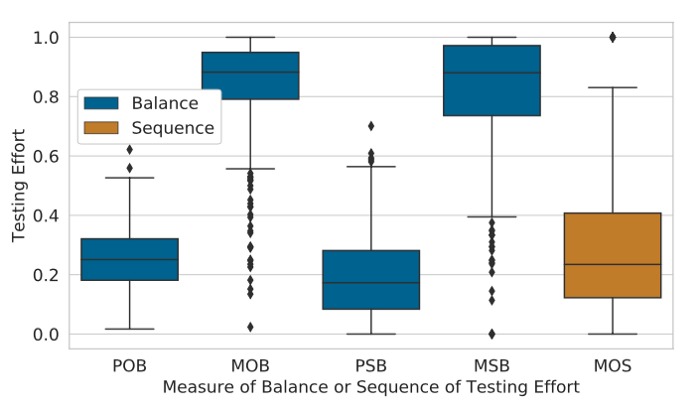 1.0
0.8
0.6
0.4
0.2
0.0
Testing Effort
Balance
Sequence
POB MOB PSB MSB MOS
Measure of Balance or Sequence of Testing Effort